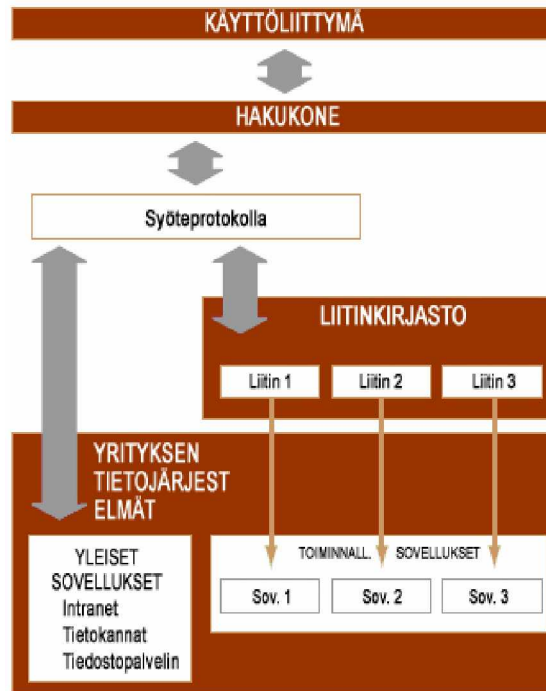 KÄYTTÖLIITTYMÄ
HAKUKONE
Syöteprotokolla
LIITINKIRJASTO
Liitin 1
Liitin 2
Liitin 3
YRITYKSEN
TIETOJÄRJEST
ELMÄT
YLEISET
SOVELLUKSET
Intranet
Tietokannat
Tiedostopalvelin
TOIMINNALL. SOVELLUKSET
Sov. 1
Sov. 2
Sov. 3